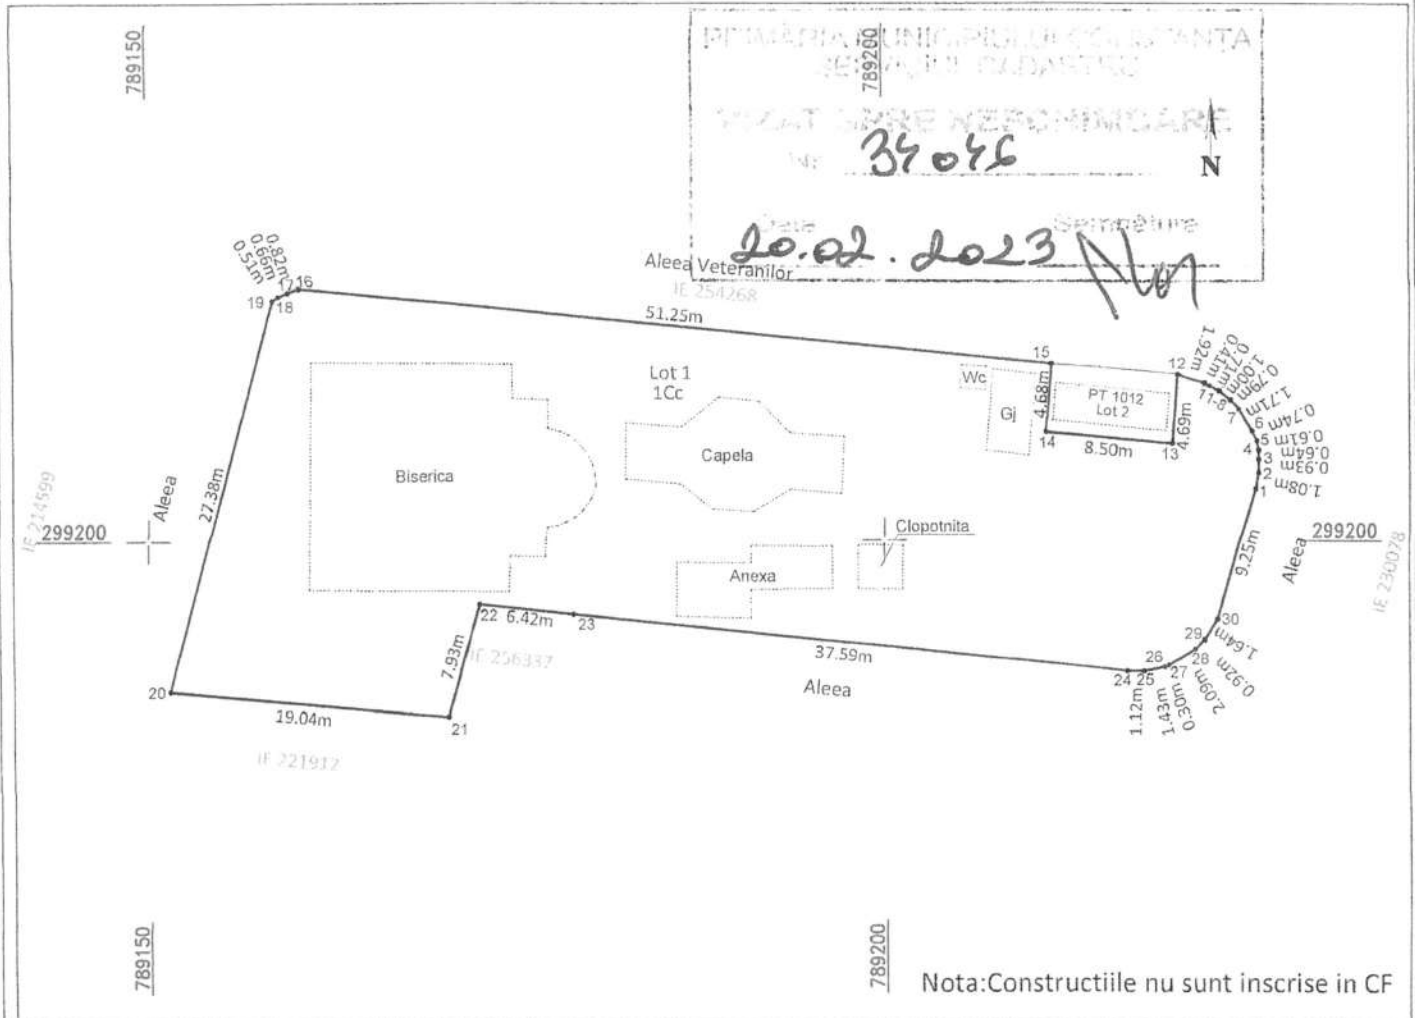 789150
789200
PRIMĂRIA MUNICIPIULUI CONSTANȚA
SERVICIUL CADASTRU
VIZAT SPRE NESCHIMBARE
Nr. 34046
N
Data Semnătura
20.02.2023
Aleea Veteranilor
IE 254268
0.82m
0.66m
0.51m
19 18 17 16
51.25m
15
12
1.92m
0.41m
0.71m
1.00m
0.79m
1.71m
0.74m
0.61m
0.64m
0.93m
1.08m
11-8
7
6
5
4
3
2
1
Lot 1
1Cc
Wc
Gj
4.68m
PT 1012
Lot 2
4.69m
14
8.50m
13
Biserica
Capela
27.38m
Aleea
IE 214599
299200
Clopotnita
299200
Anexa
9.25m
Aleea
IE 230078
22
6.42m
23
7.93m
IE 256337
37.59m
Aleea
30
29
28
27
26
25
24
1.64m
0.92m
2.09m
0.30m
1.43m
1.12m
20
19.04m
21
IE 221912
789150
789200
Nota:Constructiile nu sunt inscrise in CF